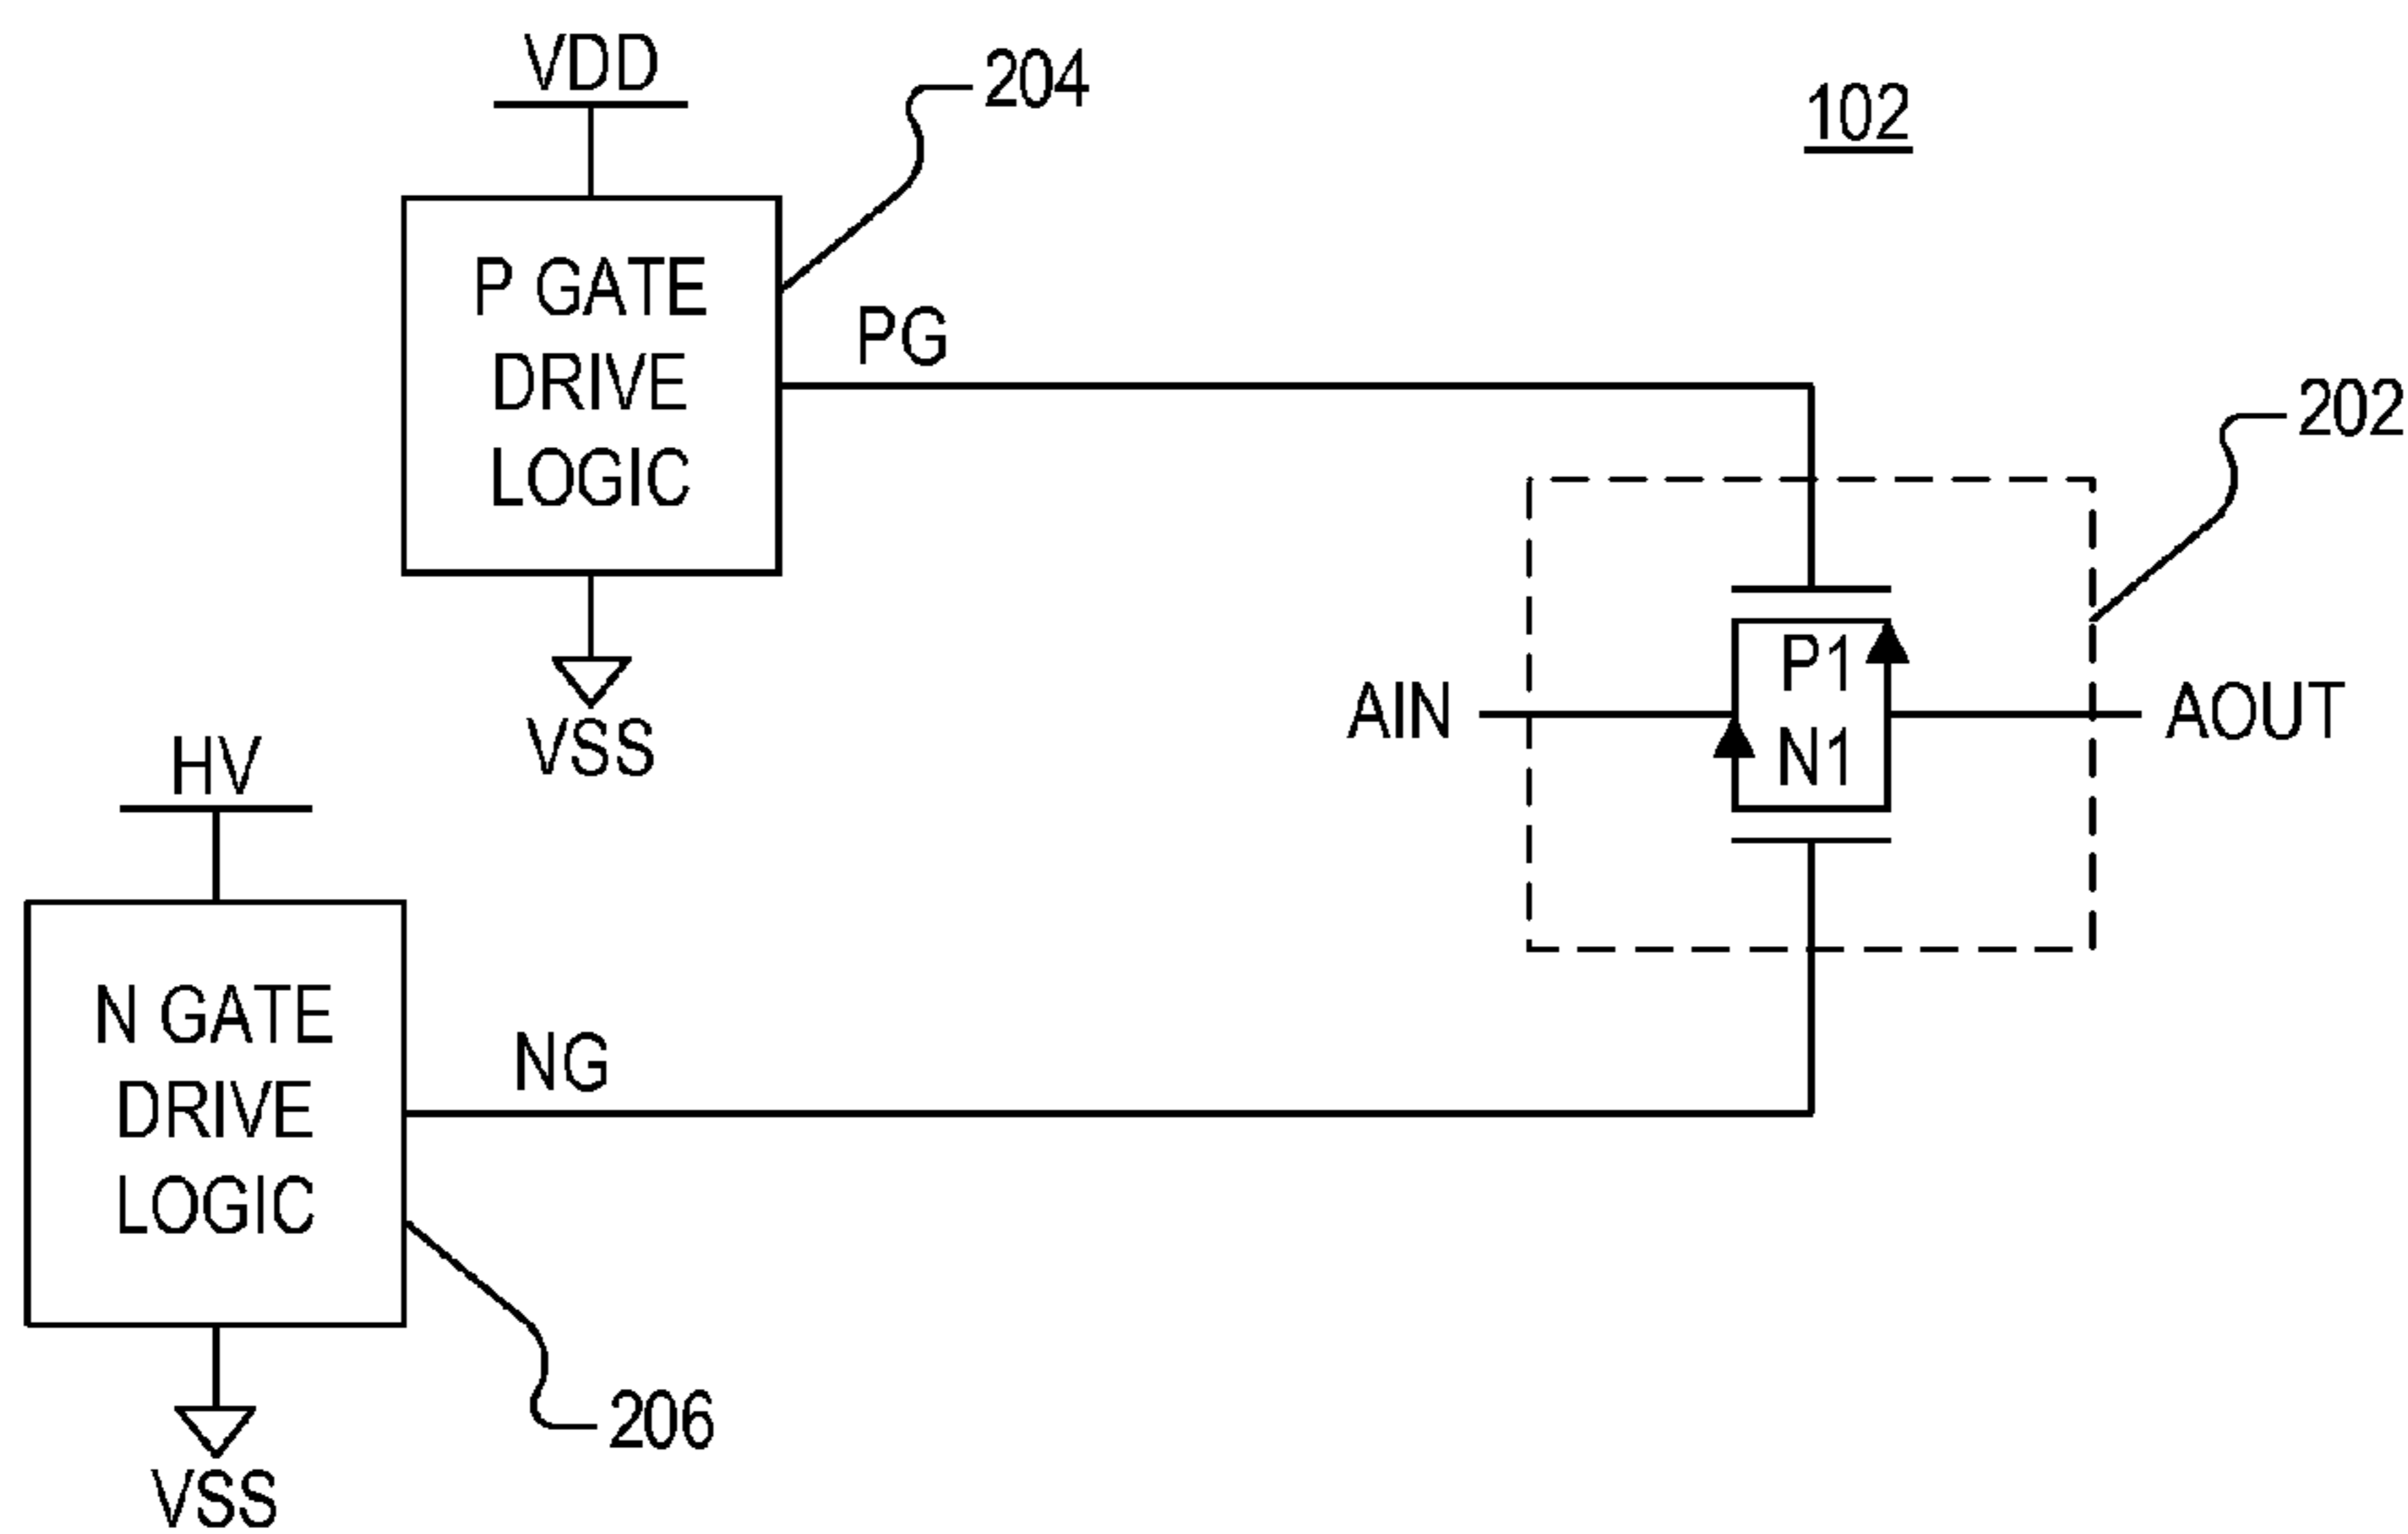 VDD
204
102
P GATE
DRIVE
LOGIC
PG
202
VSS
P1
AIN
AOUT
N1
HV
N GATE
DRIVE
LOGIC
NG
206
VSS